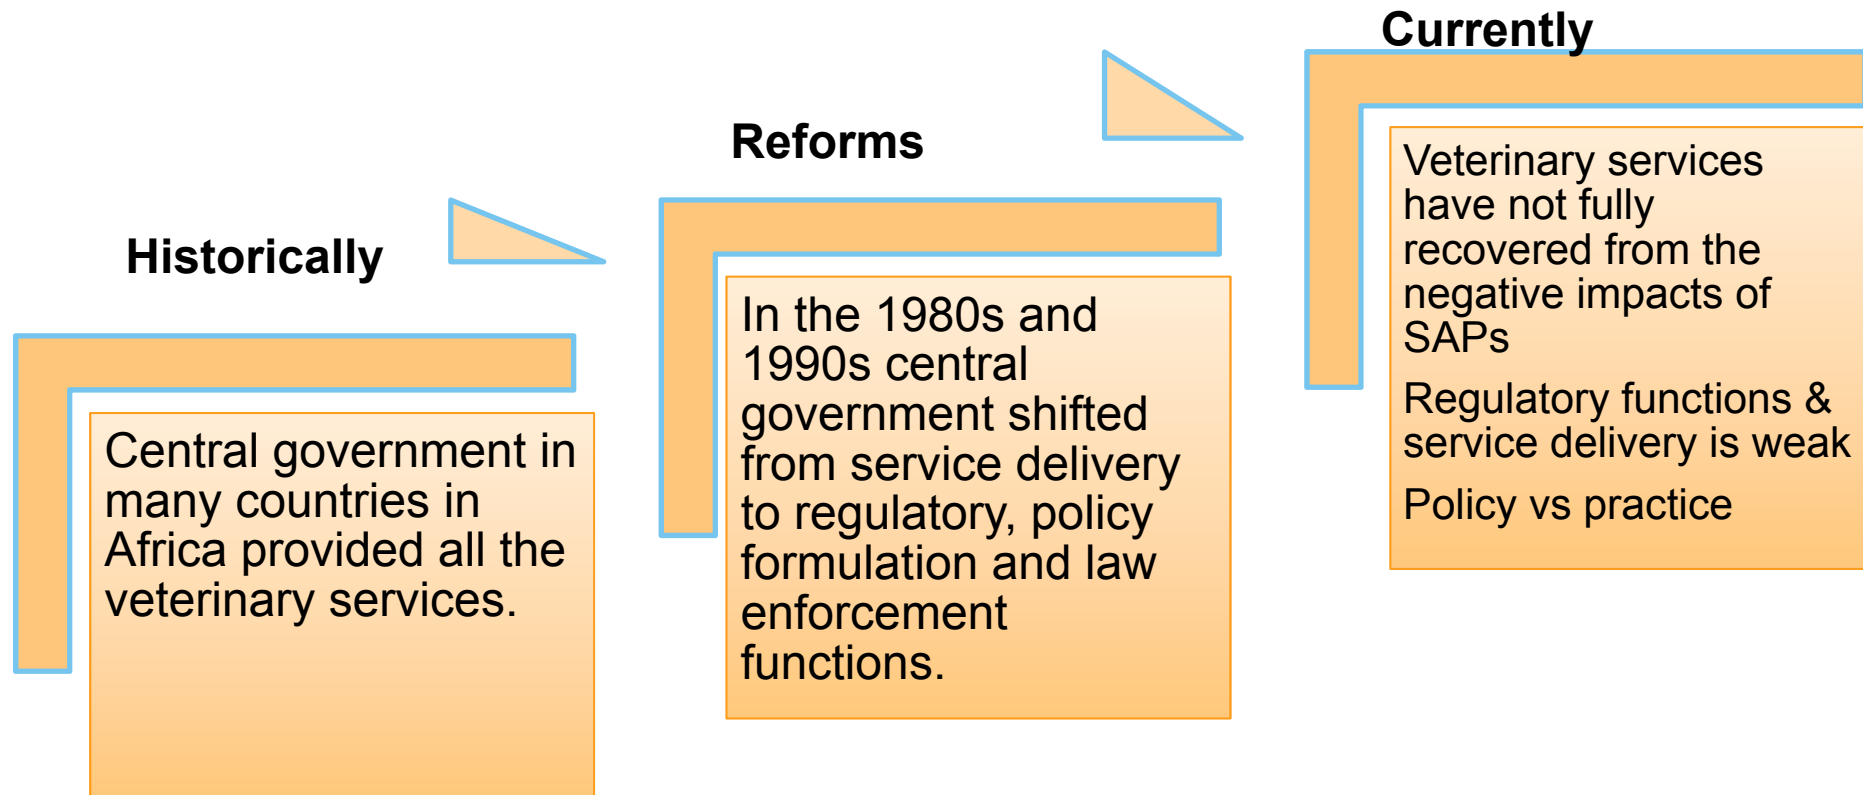 Historically
Central government in
many countries in
Africa provided all the
veterinary services.
Reforms
In the 1980s and
1990s central
government shifted
from service delivery
to regulatory, policy
formulation and law
enforcement
functions.
Currently
Veterinary services
have not fully
recovered from the
negative impacts of
SAPs
Regulatory functions &
service delivery is weak
Policy vs practice